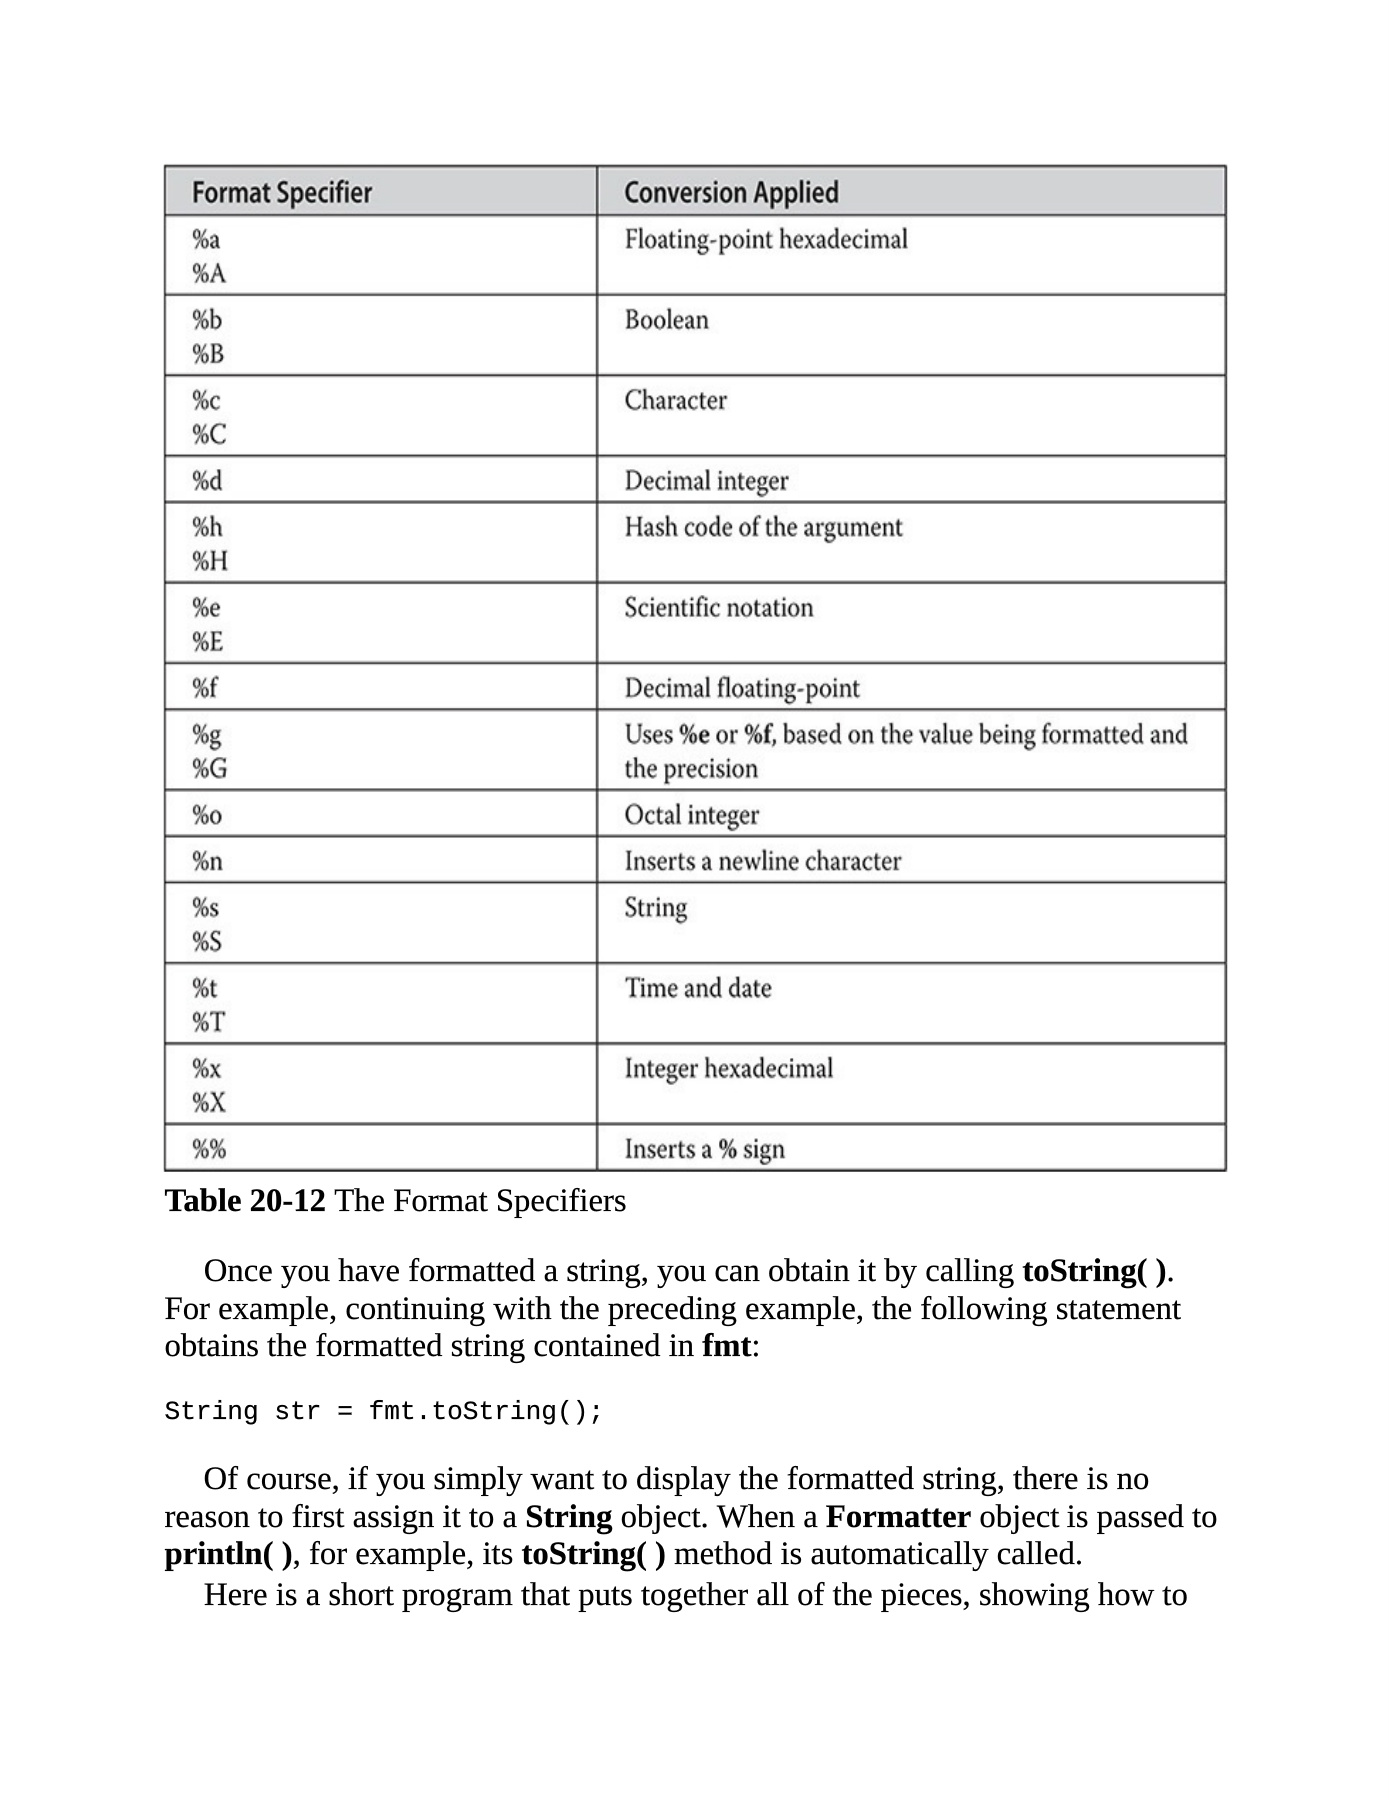 Format Specifier Conversion Applied
%a Floating-point hexadecimal
%A
%b Boolean
%B
%c Character
%C
%d Decimal integer
%h Hash code of the argument
%H
%e Scientific notation
%E
%f Decimal floating-point
%g Uses %e or %f, based on the value being formatted and
%G the precision
%o Octal integer
%n Inserts a newline character
%s String
%S
%t Time and date
%T
%x Integer hexadecimal
%X
%% Inserts a % sign
Table 20-12 The Format Specifiers
Once you have formatted a string, you can obtain it by calling toString( ).
For example, continuing with the preceding example, the following statement
obtains the formatted string contained in fmt:
String str = fmt.toString();
Of course, if you simply want to display the formatted string, there is no
reason to first assign it to a String object. When a Formatter object is passed to
println( ), for example, its toString( ) method is automatically called.
Here is a short program that puts together all of the pieces, showing how to